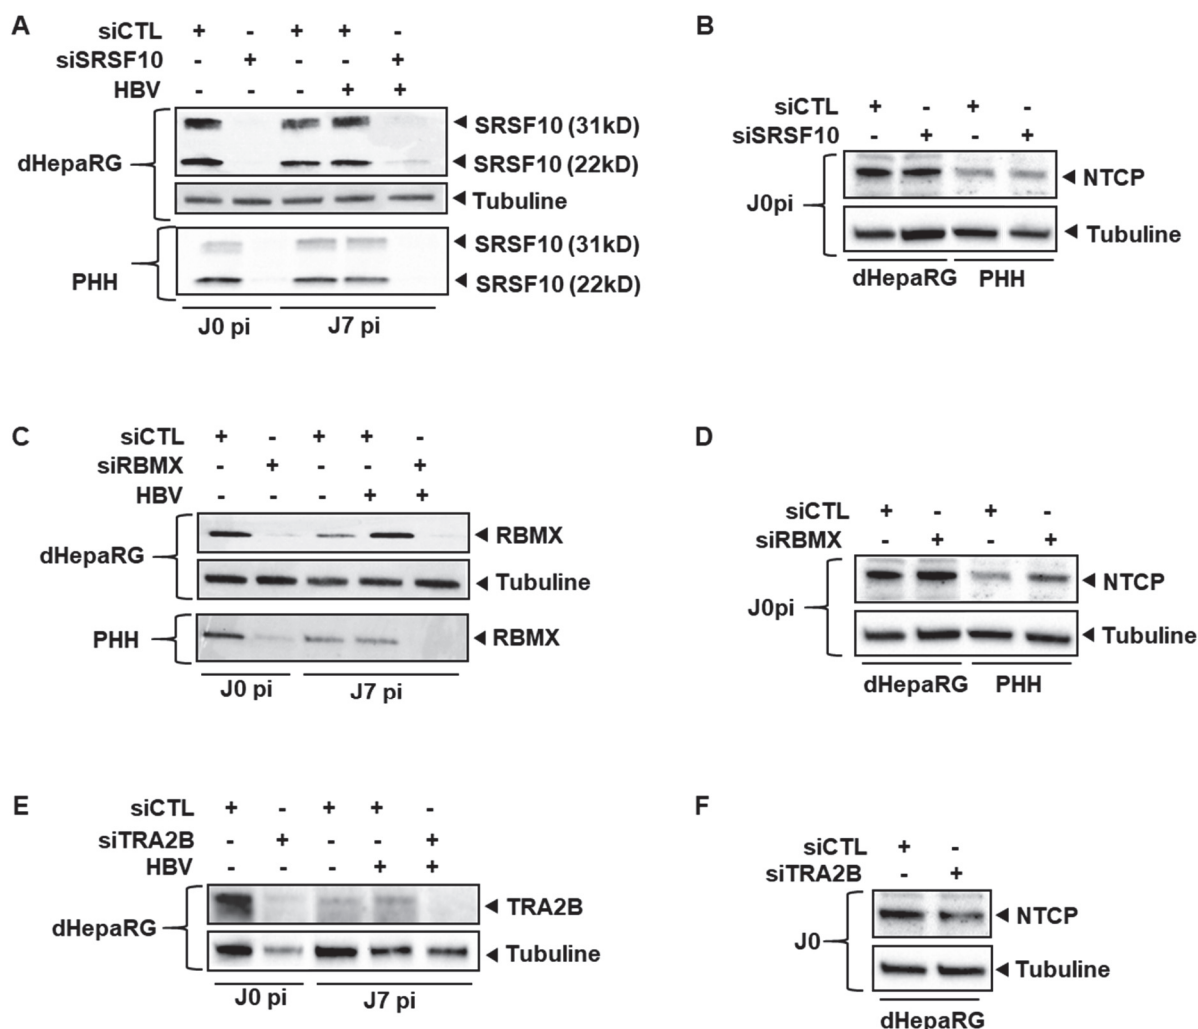 A
siCTL + - + + -
siSRSF10 - + - - +
HBV - - - + +
dHepaRG
SRSF10 (31kD)
SRSF10 (22kD)
Tubuline
PHH
SRSF10 (31kD)
SRSF10 (22kD)
J0 pi J7 pi
B
siCTL + - + -
siSRSF10 - + - +
J0pi
NTCP
Tubuline
dHepaRG PHH
C
siCTL + - + + -
siRBMX - + - - +
HBV - - - + +
dHepaRG
RBMX
Tubuline
PHH
RBMX
J0 pi J7 pi
D
siCTL + - + -
siRBMX - + - +
J0pi
NTCP
Tubuline
dHepaRG PHH
E
siCTL + - + + -
siTRA2B - + - - +
HBV - - - + +
dHepaRG
TRA2B
Tubuline
J0 pi J7 pi
F
siCTL + -
siTRA2B - +
J0
NTCP
Tubuline
dHepaRG